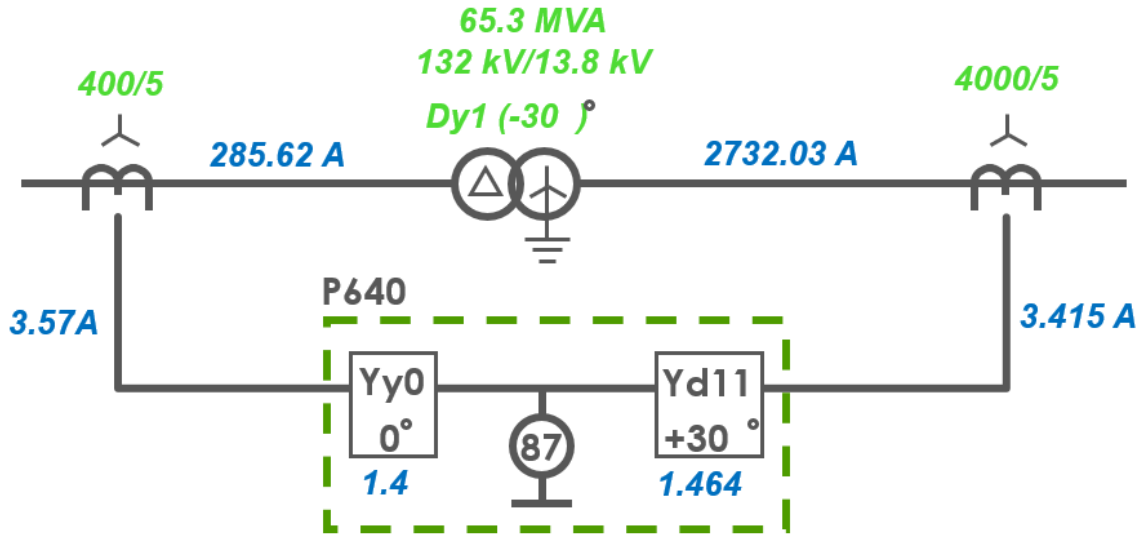 65.3 MVA
132 kV/13.8 kV
400/5
4000/5
Dy1 (-30 )°
285.62 A
2732.03 A
P640
3.57A
3.415 A
Yy0
0°
Yd11
+30 °
87
1.4
1.464